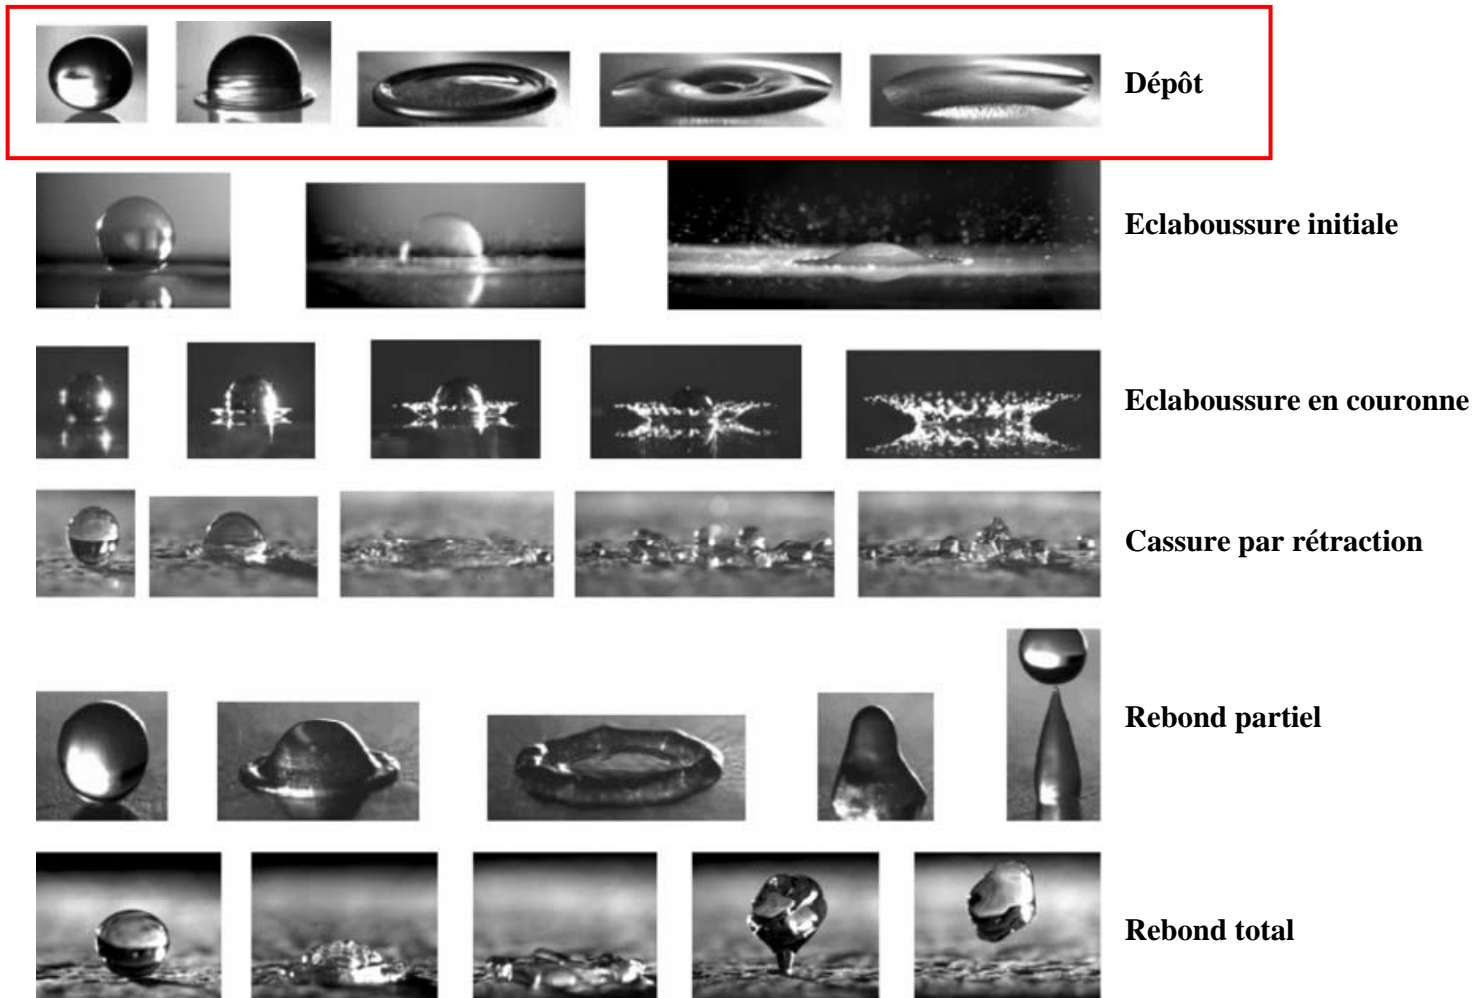 Dépôt
Eclaboussure initiale
Eclaboussure en couronne
Cassure par rétraction
Rebond partiel
Rebond total